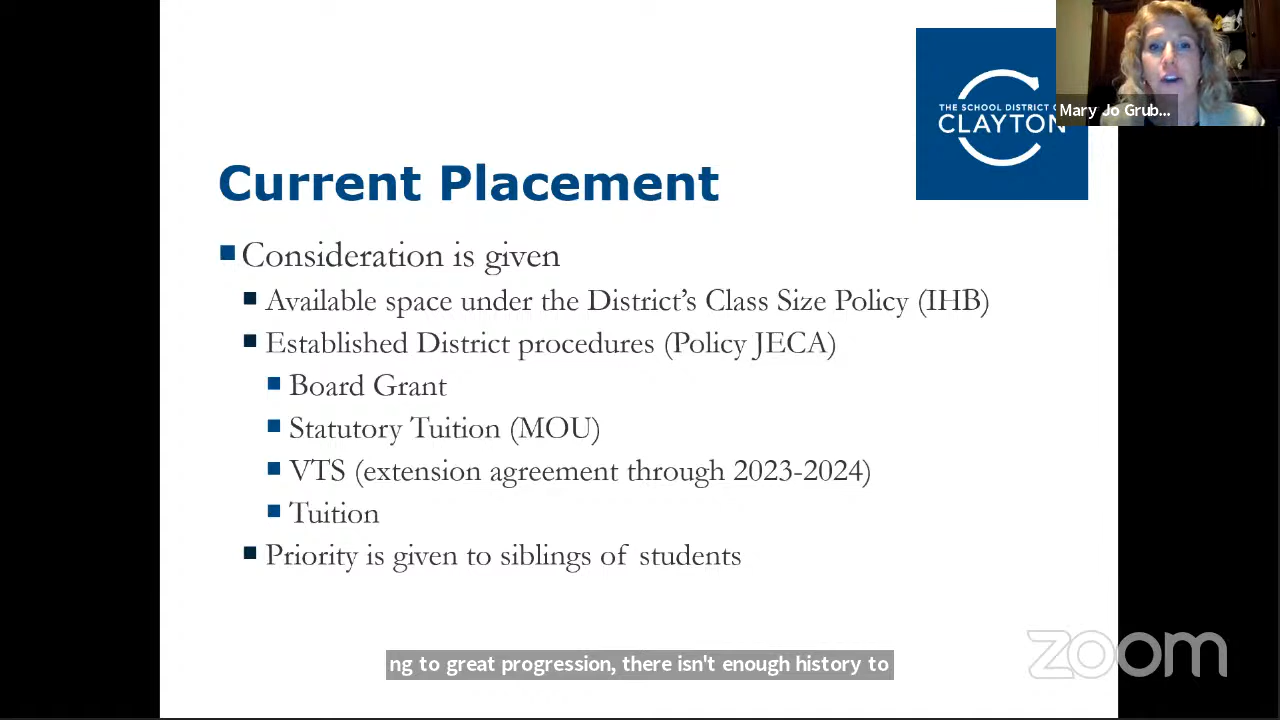 THE SCHOOL DISTRICT O
CLAYTON
Mary Jo Grub...
Current Placement
Consideration is given
Available space under the District's Class Size Policy (IHB)
Established District procedures (Policy JECA)
Board Grant
Statutory Tuition (MOU)
VTS (extension agreement through 2023-2024)
Tuition
Priority is given to siblings of students
ng to great progression, there isn't enough history to
zoom